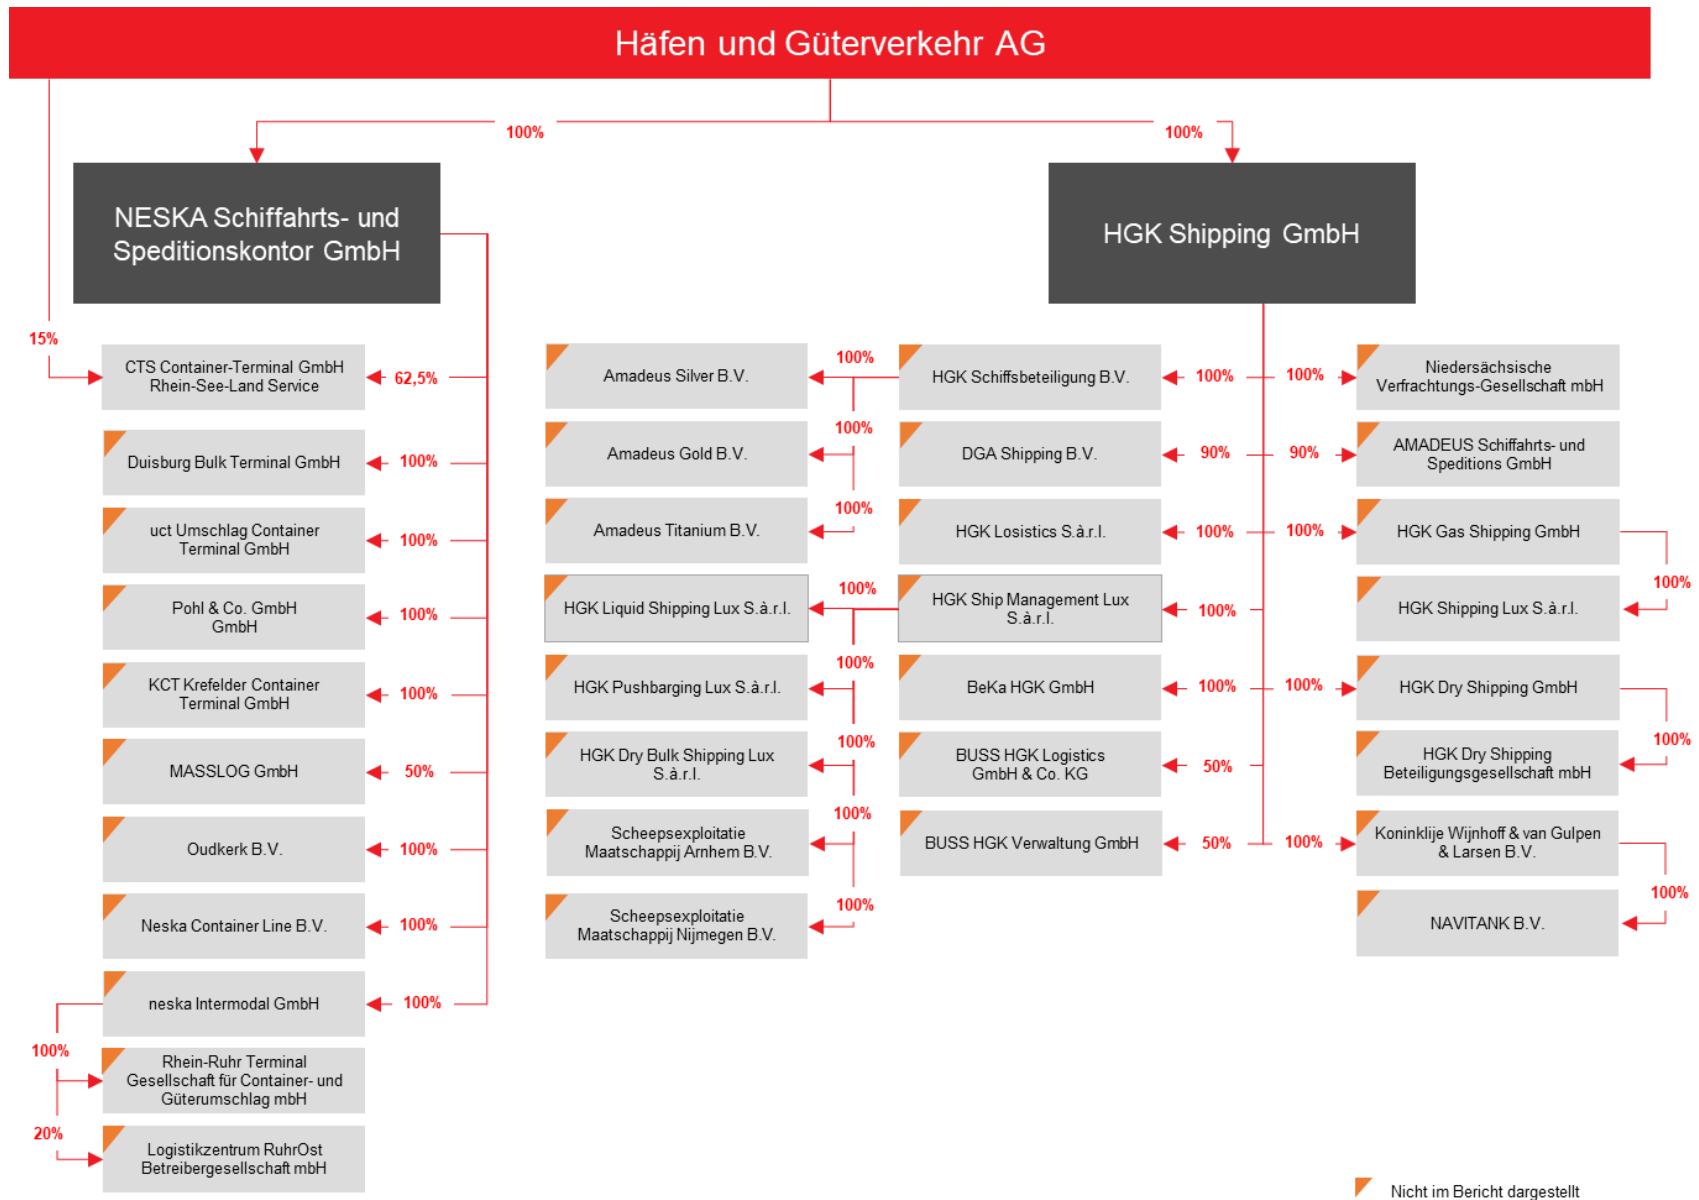 Häfen und Güterverkehr AG
100%
100%
NESKA Schiffahrts- und
Speditionskontor GmbH
HGK Shipping GmbH
15%
CTS Container-Terminal GmbH
Rhein-See-Land Service
62,5%
Duisburg Bulk Terminal GmbH
100%
uct Umschlag Container
Terminal GmbH
100%
Pohl & Co. GmbH
GmbH
100%
KCT Krefelder Container
Terminal GmbH
100%
MASSLOG GmbH
50%
Oudkerk B.V.
100%
Neska Container Line B.V.
100%
neska Intermodal GmbH
100%
100%
Rhein-Ruhr Terminal
Gesellschaft für Container- und
Güterumschlag mbH
20%
Logistikzentrum RuhrOst
Betreibergesellschaft mbH
Amadeus Silver B.V.
100%
Amadeus Gold B.V.
100%
Amadeus Titanium B.V.
100%
HGK Liquid Shipping Lux S.à.r.l.
100%
HGK Pushbarging Lux S.à.r.l.
100%
HGK Dry Bulk Shipping Lux
S.à.r.l.
100%
Scheepsexploitatie
Maatschappij Arnhem B.V.
100%
Scheepsexploitatie
Maatschappij Nijmegen B.V.
100%
HGK Schiffsbeteiligung B.V.
100%
DGA Shipping B.V.
90%
HGK Losistics S.à.r.l.
100%
HGK Ship Management Lux
S.à.r.l.
100%
BeKa HGK GmbH
100%
BUSS HGK Logistics
GmbH & Co. KG
50%
BUSS HGK Verwaltung GmbH
50%
100%
Niedersächsische
Verfrachtungs-Gesellschaft mbH
90%
AMADEUS Schiffahrts- und
Speditions GmbH
100%
HGK Gas Shipping GmbH
100%
HGK Shipping Lux S.à.r.l.
100%
HGK Dry Shipping GmbH
100%
HGK Dry Shipping
Beteiligungsgesellschaft mbH
100%
Koninklije Wijnhoff & van Gulpen
& Larsen B.V.
100%
NAVITANK B.V.
Nicht im Bericht dargestellt